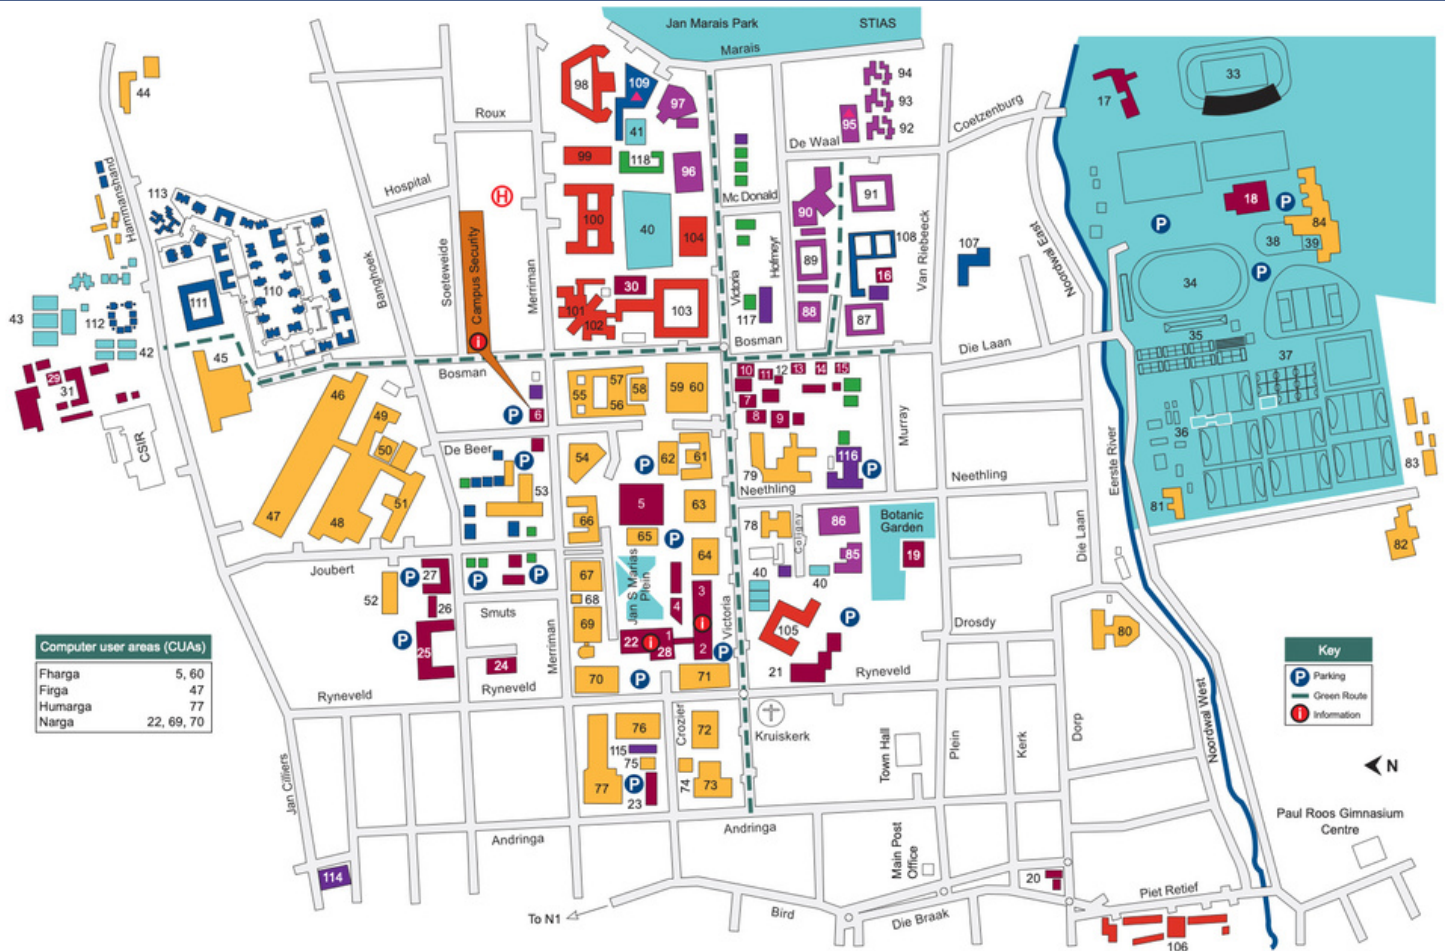 Jan Marais Park
STIAS
Marais
98
109
97
41
94
93
92
95
De Waal
Coetzenburg
33
17
44
Roux
99
118
96
Hospital
H
Mc Donald
90
91
18
P
84
38
39
P
P
Hammanshand
113
100
40
104
Victoria
Hofmeyr
89
108
16
Van Riebeeck
107
Noordwal East
34
Bangboek
Soeteweide
Campus Security
i
Merriman
110
111
30
103
101
102
117
88
87
Bosman
Die Laan
35
37
36
43
112
42
45
29
31
CSIR
Bosman
46
49
50
47
48
51
P
6
De Beer
P
53
55
57
56
58
59
60
54
P
62
61
10
11
12
13
14
15
7
8
9
79
116
P
Neethling
Murray
Neethling
Eerste River
83
81
82
5
66
65
63
P
64
78
Coligny
86
85
Botanic
Garden
19
Die Laan
40
40
Joubert
52
P
27
26
P
25
P
P
Smuts
24
Ryneveld
Ryneveld
Merriman
67
68
69
Jan S Marias
Plein
3
4
i
22
1
i
28
2
P
Victoria
105
P
21
Ryneveld
Drosdy
80
70
P
71
Computer user areas (CUAs)
Fharga 5, 60
Firga 47
Humarga 77
Narga 22, 69, 70
Key
P Parking
Green Route
i Information
N
76
115
75
77
P
23
Crozier
72
74
73
Kruiskerk
Town Hall
Plein
Kerk
Dorp
Noordwal West
Jan Cilliers
Andringa
Andringa
Main Post
Office
Paul Roos Gimnasium
Centre
114
To N1
Bird
Die Braak
20
Piet Retief
106